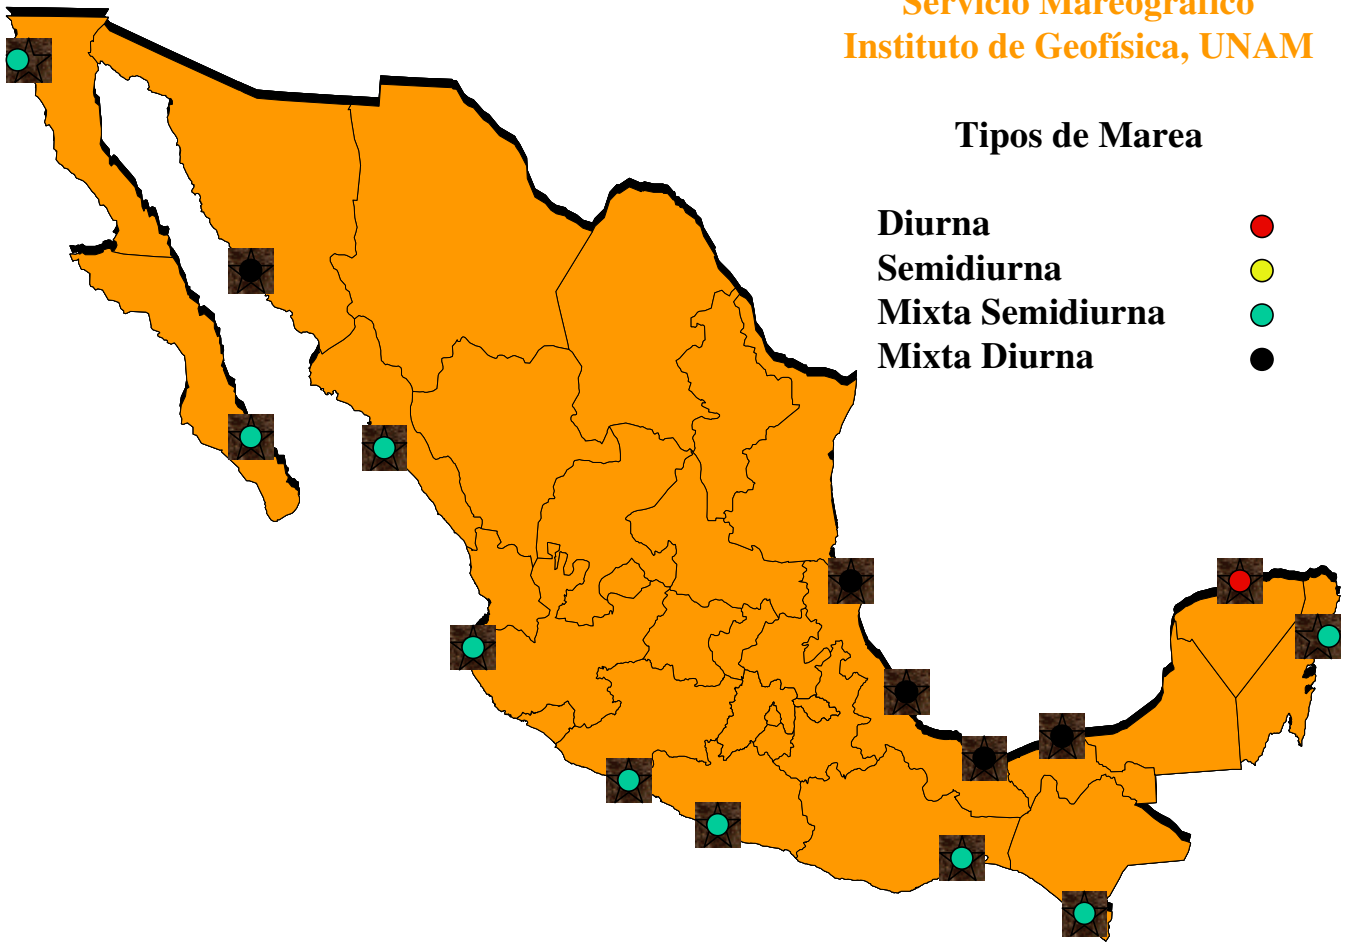 Servicio Mareográfico
Instituto de Geofísica, UNAM
Tipos de Marea
Diurna
Semidiurna
Mixta Semidiurna
Mixta Diurna